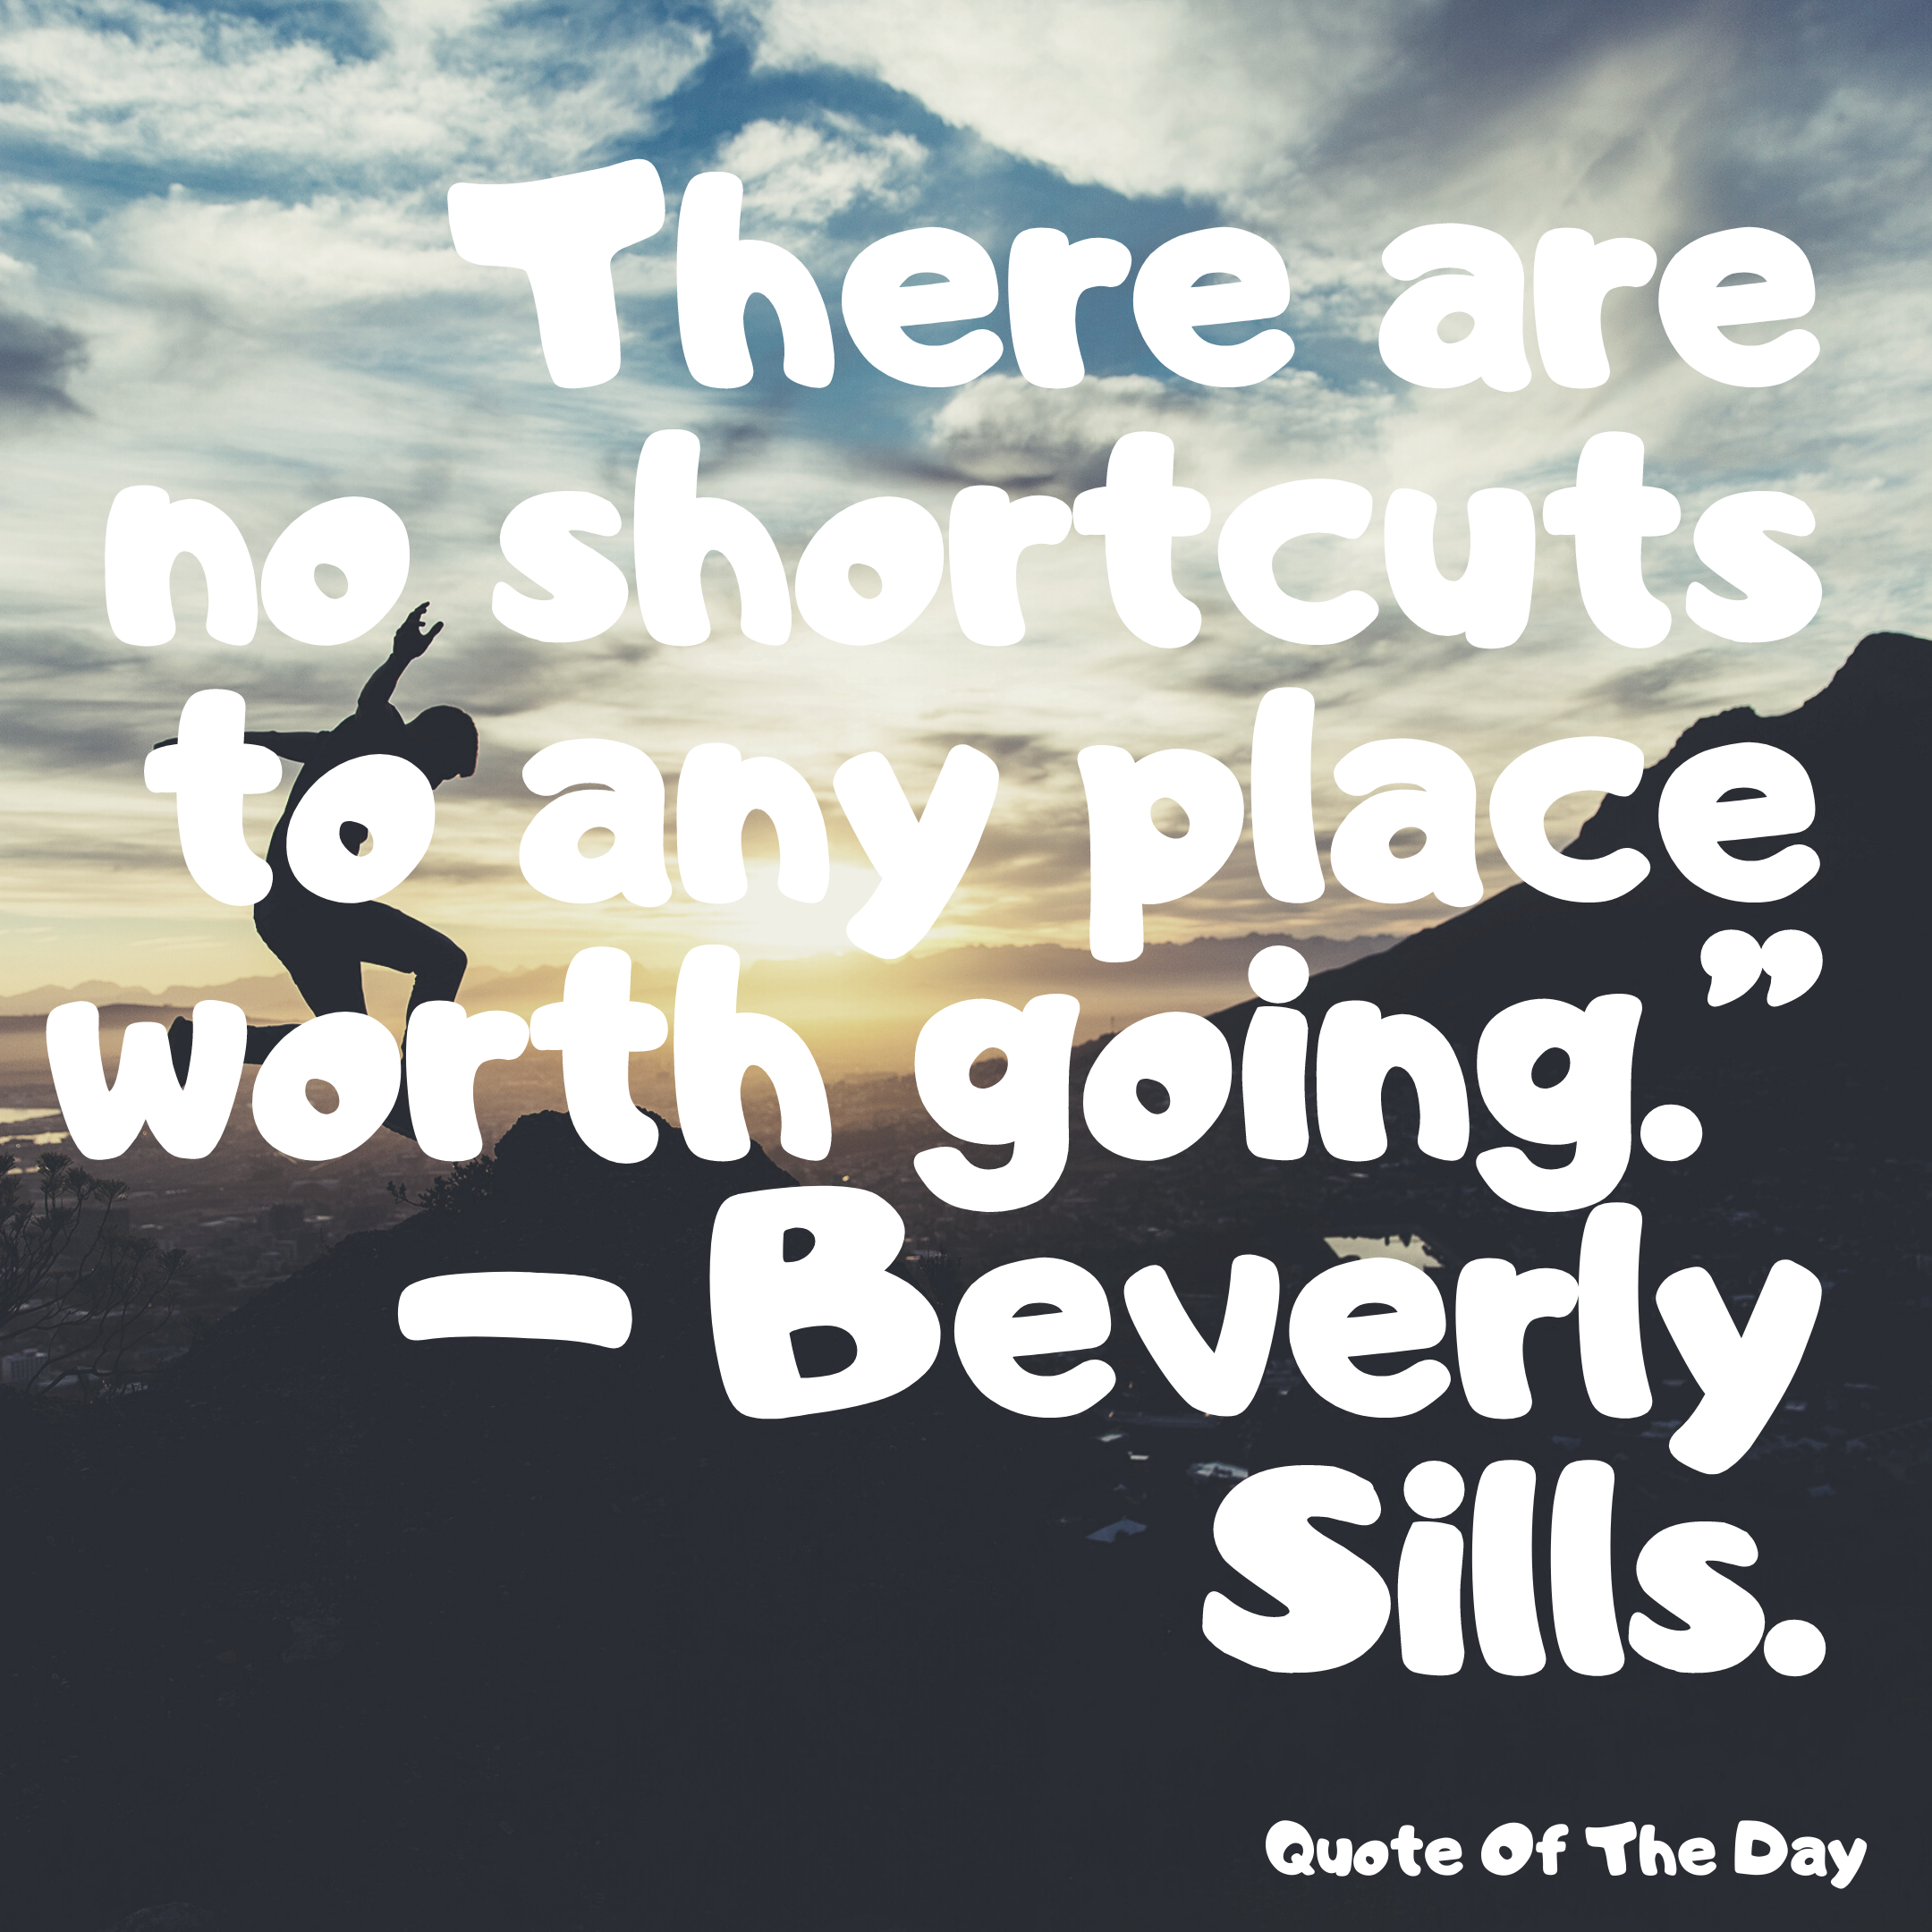 There are
no shortcuts
to any place
worth going.”
– Beverly
Sills.
Quote Of The Day